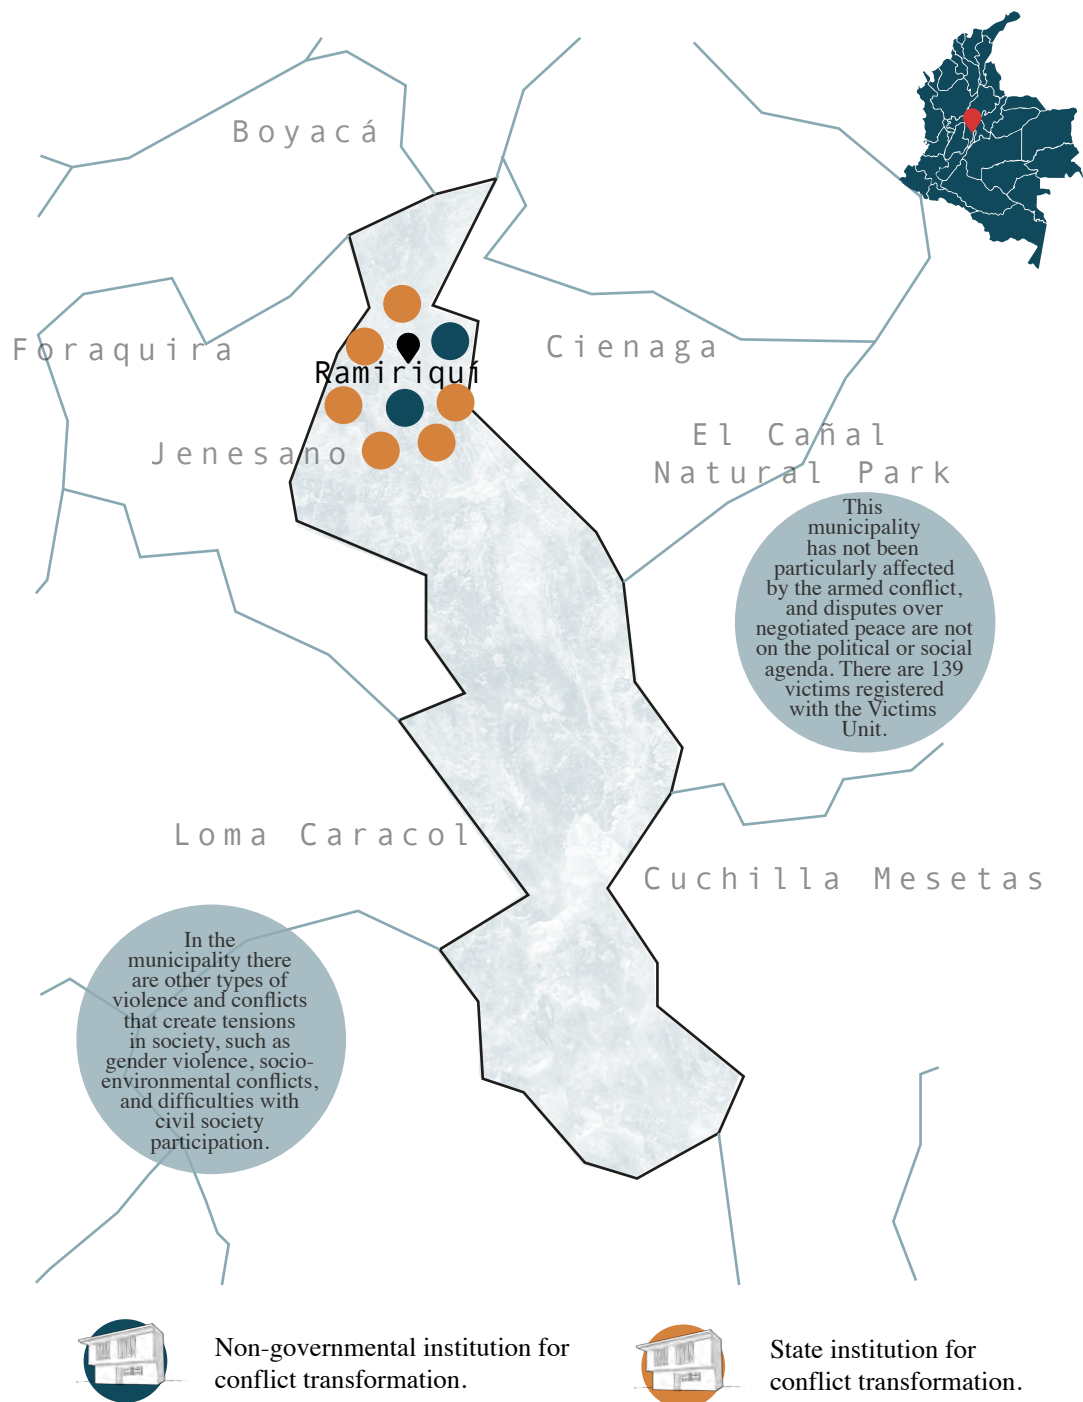 Boyacá
Foraquira
Cienaga
Ramiriquí
Jenesano
El Cañal
Natural Park
This
municipality
has not been
particularly affected
by the armed conflict,
and disputes over
negotiated peace are not
on the political or social
agenda. There are 139
victims registered
with the Victims
Unit.
Loma Caracol
Cuchilla Mesetas
In the
municipality there
are other types of
violence and conflicts
that create tensions
in society, such as
gender violence, socio-
environmental conflicts,
and difficulties with
civil society
participation.
Non-governmental institution for
conflict transformation.
State institution for
conflict transformation.